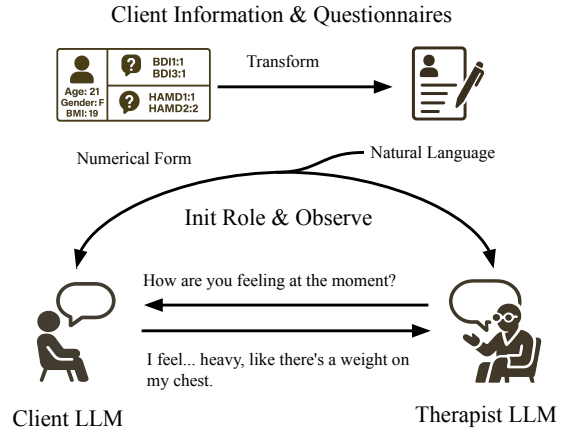 Client Information & Questionnaires
BDI1:1
BDI3:1
Age: 21
Gender: F
BMI: 19
HAMD1:1
HAMD2:2
Transform
Numerical Form
Natural Language
Init Role & Observe
How are you feeling at the moment?
I feel... heavy, like there's a weight on
my chest.
Client LLM
Therapist LLM